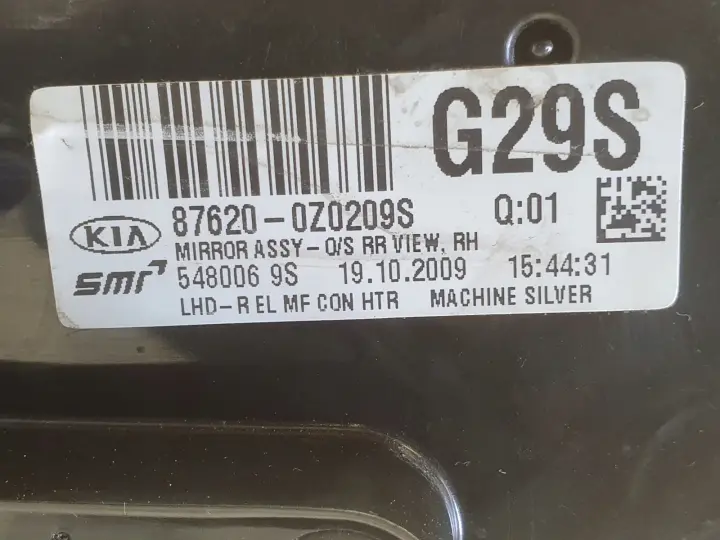 G29S
87620-0Z0209S Q:01
KIA
MIRROR ASSY-O/S RR VIEW, RH
smr 548006 9S 19.10.2009 15:44:31
LHD-R EL MF CON HTR MACHINE SILVER